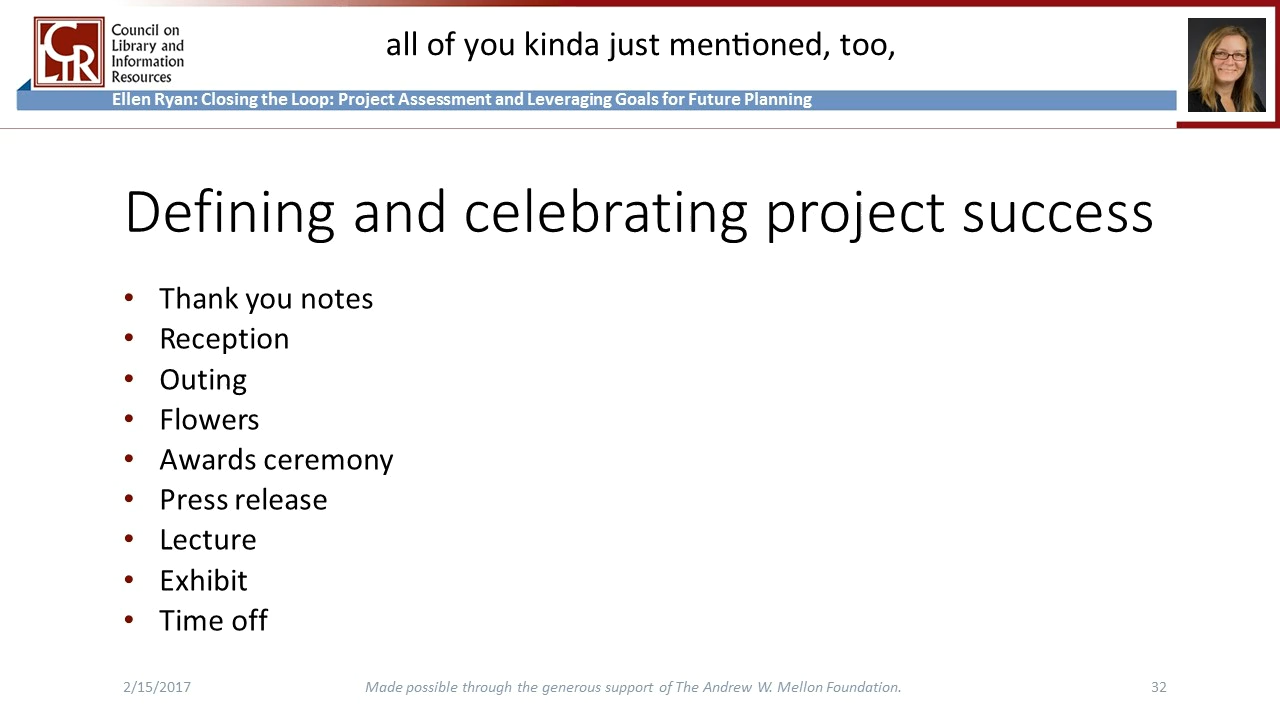 CLIR
Council on
Library and
Information
Resources
all of you kinda just mentioned, too,
Ellen Ryan: Closing the Loop: Project Assessment and Leveraging Goals for Future Planning
Defining and celebrating project success
• Thank you notes
• Reception
• Outing
• Flowers
• Awards ceremony
• Press release
• Lecture
• Exhibit
• Time off
2/15/2017
Made possible through the generous support of The Andrew W. Mellon Foundation.
32